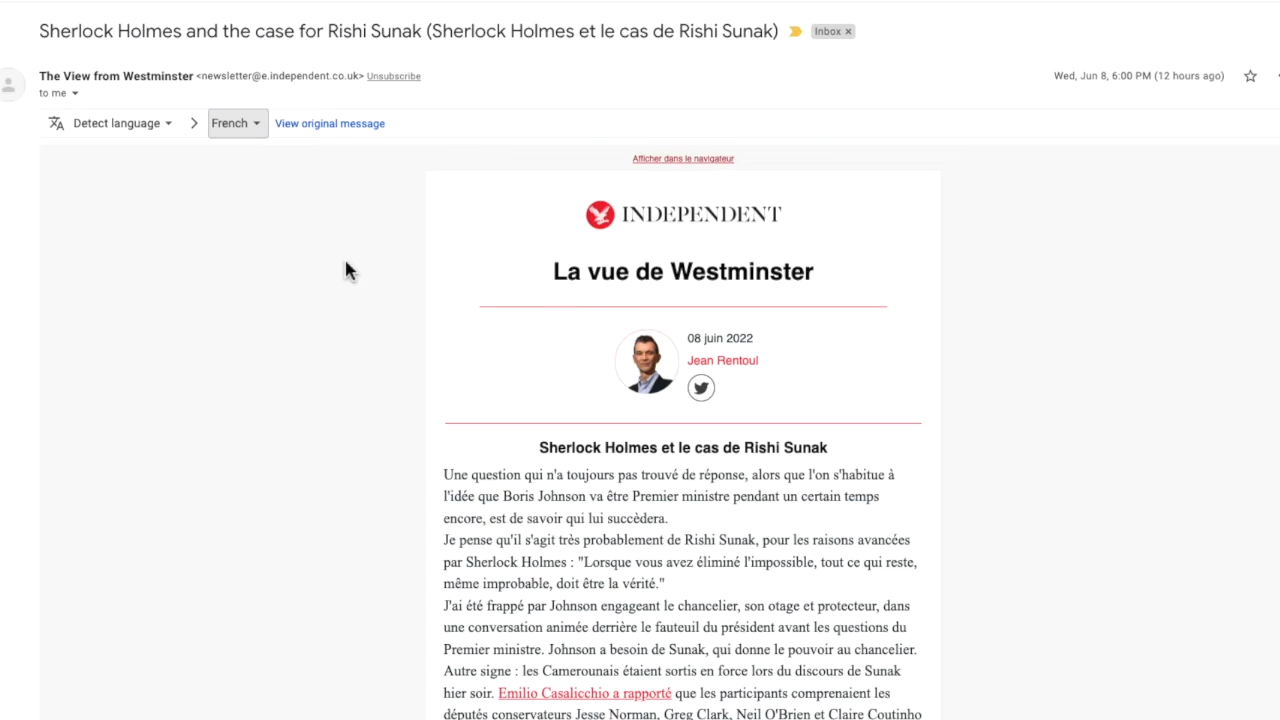 Sherlock Holmes and the case for Rishi Sunak (Sherlock Holmes et le cas de Rishi Sunak) Inbox ×
The View from Westminster <newsletter@e.independent.co.uk> Unsubscribe
Wed, Jun 8, 6:00 PM (12 hours ago)
to me
Detect language French View original message
Afficher dans le navigateur
INDEPENDENT
La vue de Westminster
08 juin 2022
Jean Rentoul
Sherlock Holmes et le cas de Rishi Sunak
Une question qui n'a toujours pas trouvé de réponse, alors que l'on s'habitue à
l'idée que Boris Johnson va être Premier ministre pendant un certain temps
encore, est de savoir qui lui succèdera.
Je pense qu'il s'agit très probablement de Rishi Sunak, pour les raisons avancées
par Sherlock Holmes : "Lorsque vous avez éliminé l'impossible, tout ce qui reste,
même improbable, doit être la vérité."
J'ai été frappé par Johnson engageant le chancelier, son otage et protecteur, dans
une conversation animée derrière le fauteuil du président avant les questions du
Premier ministre. Johnson a besoin de Sunak, qui donne le pouvoir au chancelier.
Autre signe : les Camerounais étaient sortis en force lors du discours de Sunak
hier soir. Emilio Casalicchio a rapporté que les participants comprenaient les
députés conservateurs Jesse Norman, Greg Clark, Neil O'Brien et Claire Coutinho